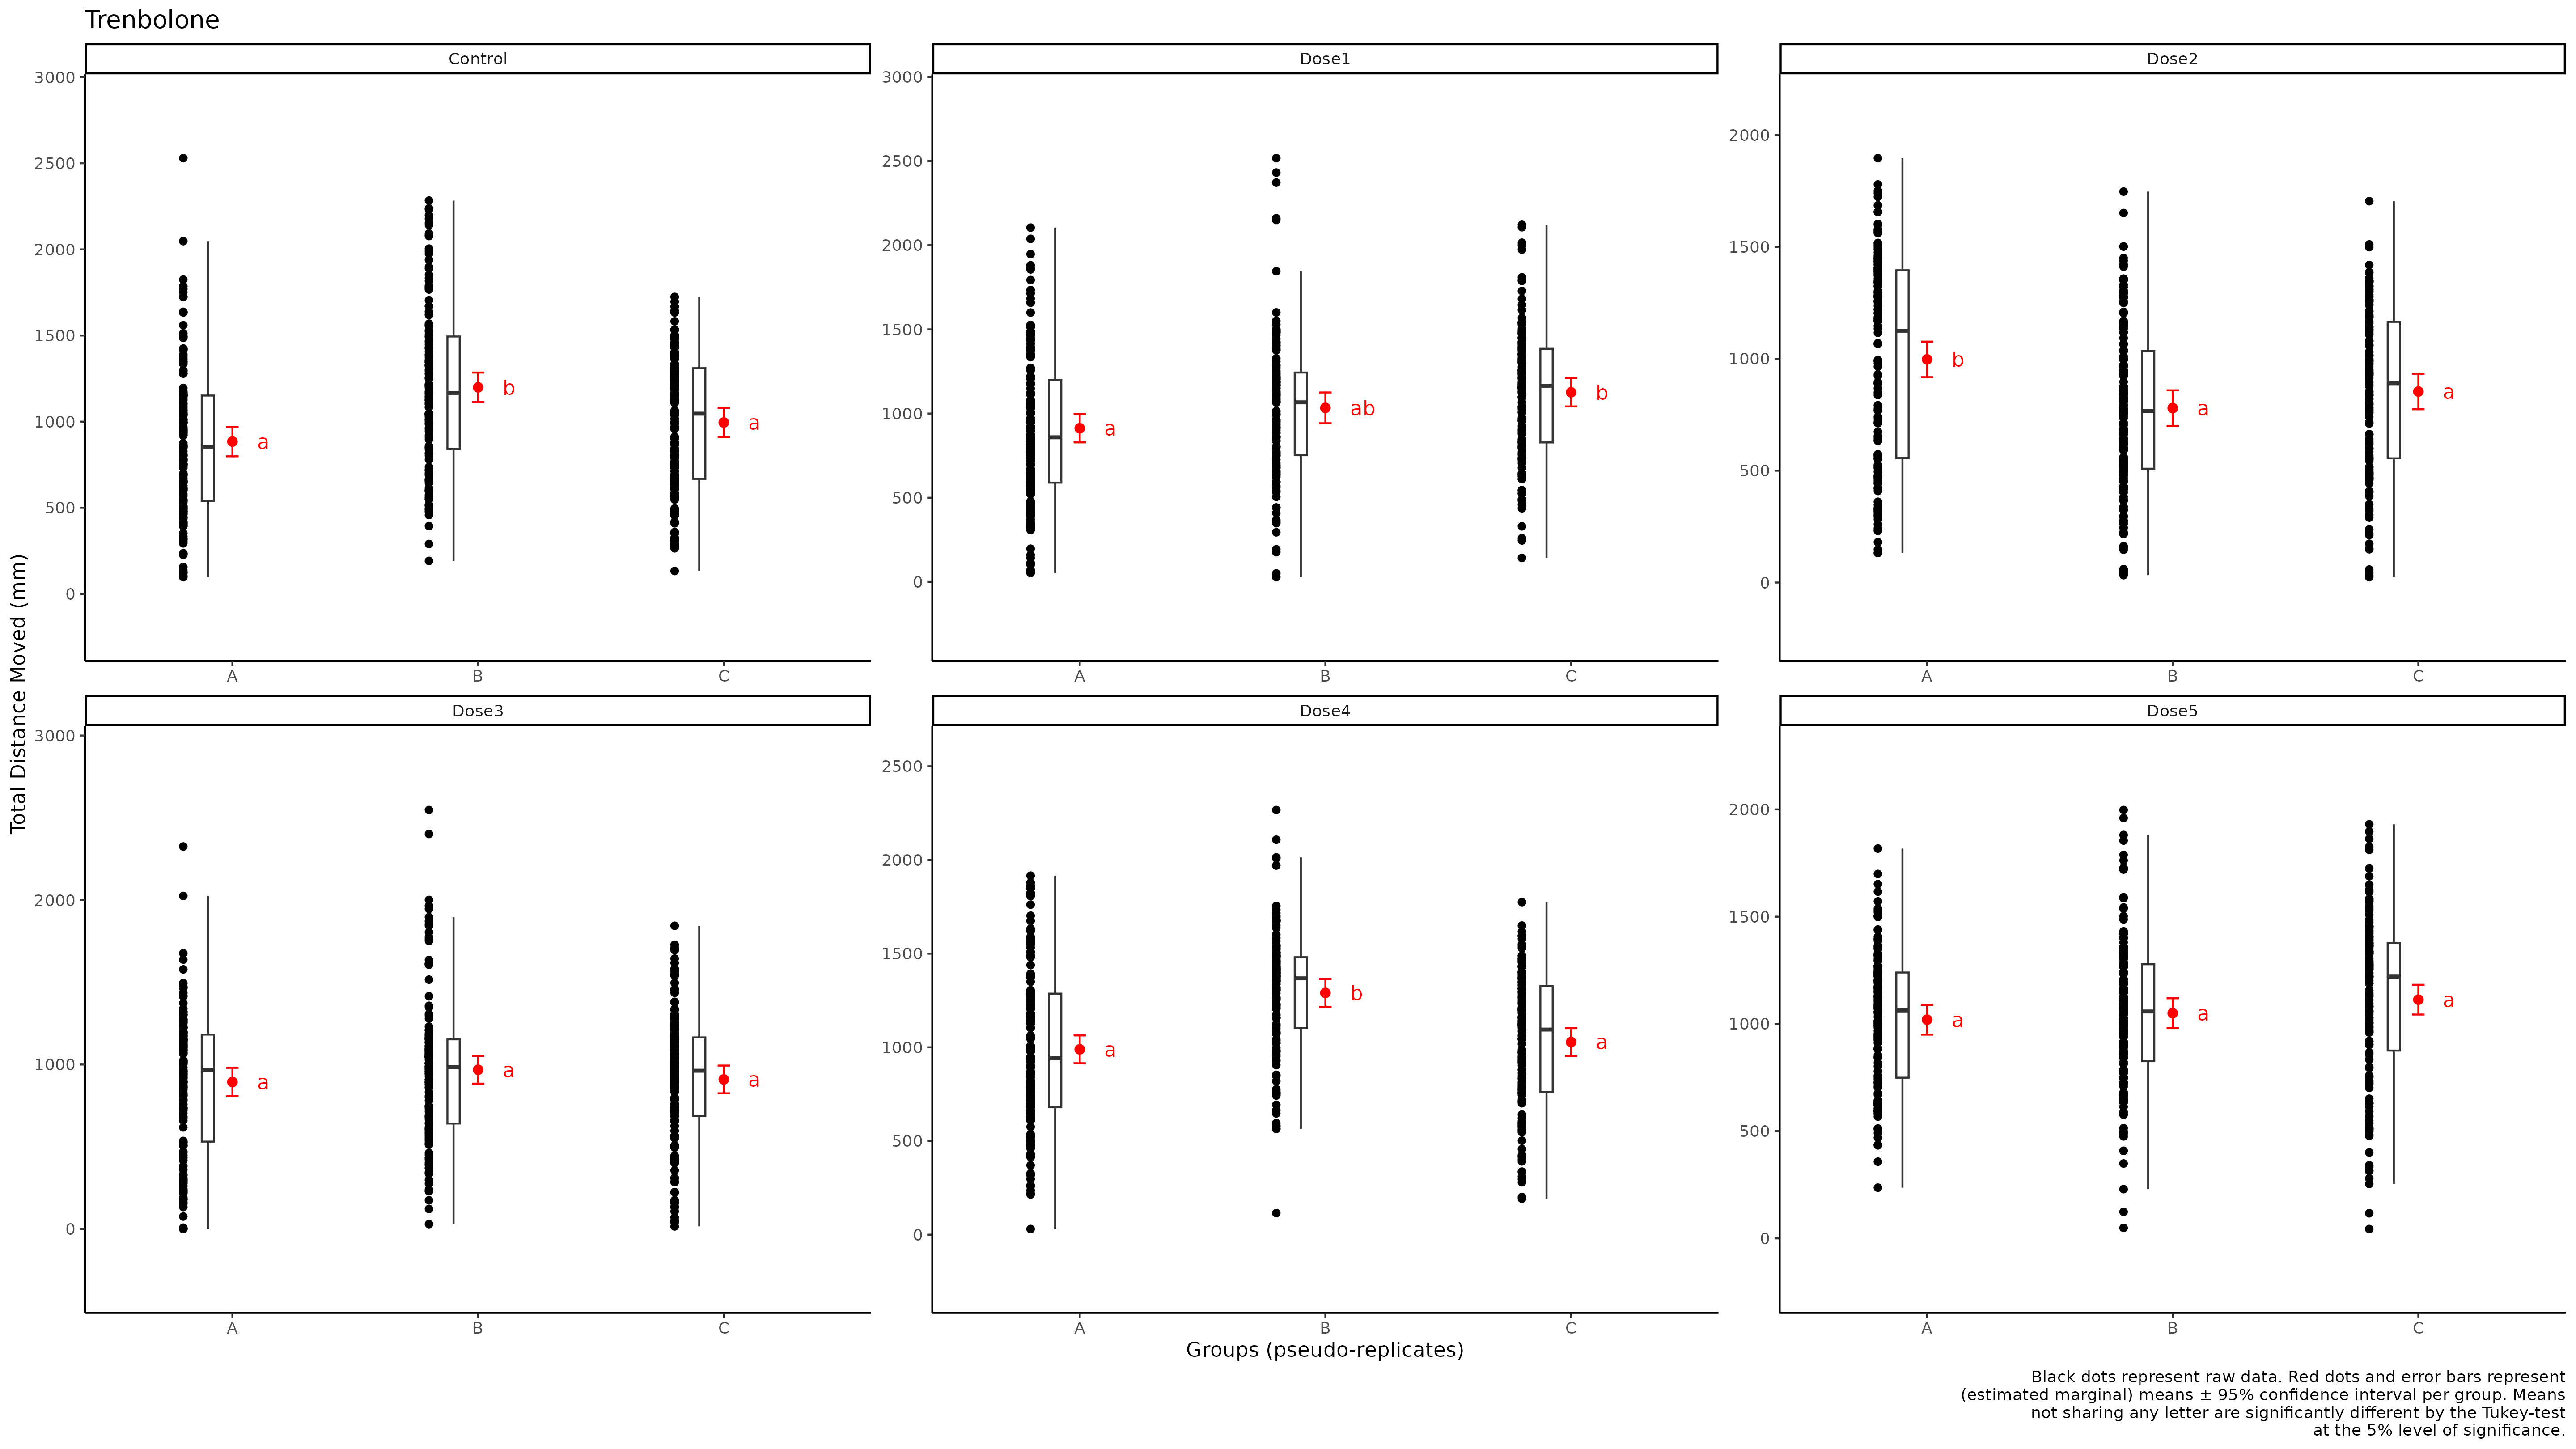 Trenbolone
Control
Dose1
Dose2
3000
2500
2000
1500
1000
500
0
3000
2500
2000
1500
1000
500
0
2000
1500
1000
500
0
a
b
a
a
ab
b
b
a
a
A
B
C
A
B
C
A
B
C
Total Distance Moved (mm)
Dose3
Dose4
Dose5
3000
2000
1000
0
2500
2000
1500
1000
500
0
2000
1500
1000
500
0
a
a
a
a
b
a
a
a
a
A
B
C
A
B
C
A
B
C
Groups (pseudo-replicates)
Black dots represent raw data. Red dots and error bars represent
(estimated marginal) means ± 95% confidence interval per group. Means
not sharing any letter are significantly different by the Tukey-test
at the 5% level of significance.